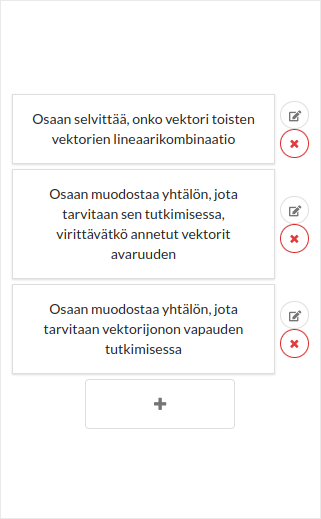 Osaan selvittää, onko vektori toisten
vektorien lineaarikombinaatio
Osaan muodostaa yhtälön, jota
tarvitaan sen tutkimisessa,
virittävätkö annetut vektorit
avaruuden
Osaan muodostaa yhtälön, jota
tarvitaan vektorijonon vapauden
tutkimisessa